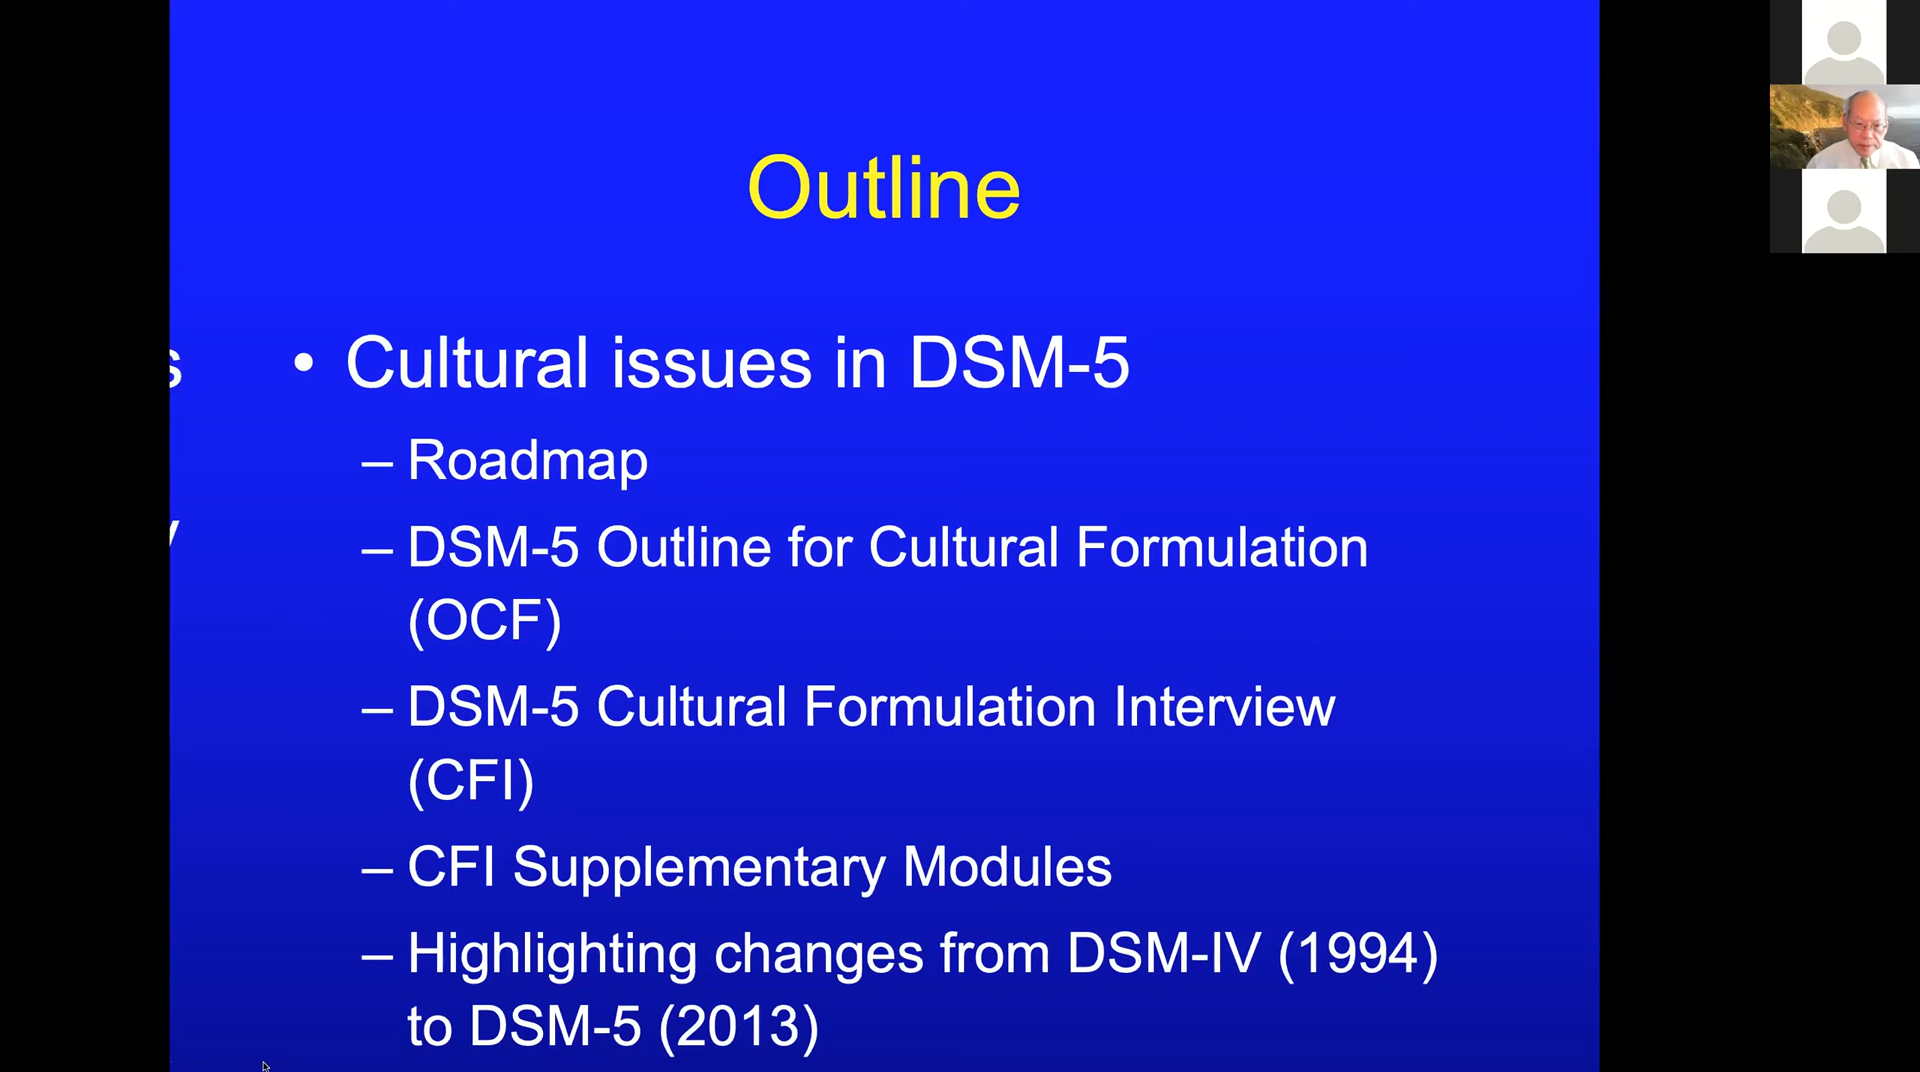 Outline
• Cultural issues in DSM-5
– Roadmap
– DSM-5 Outline for Cultural Formulation
(OCF)
– DSM-5 Cultural Formulation Interview
(CFI)
– CFI Supplementary Modules
– Highlighting changes from DSM-IV (1994)
to DSM-5 (2013)